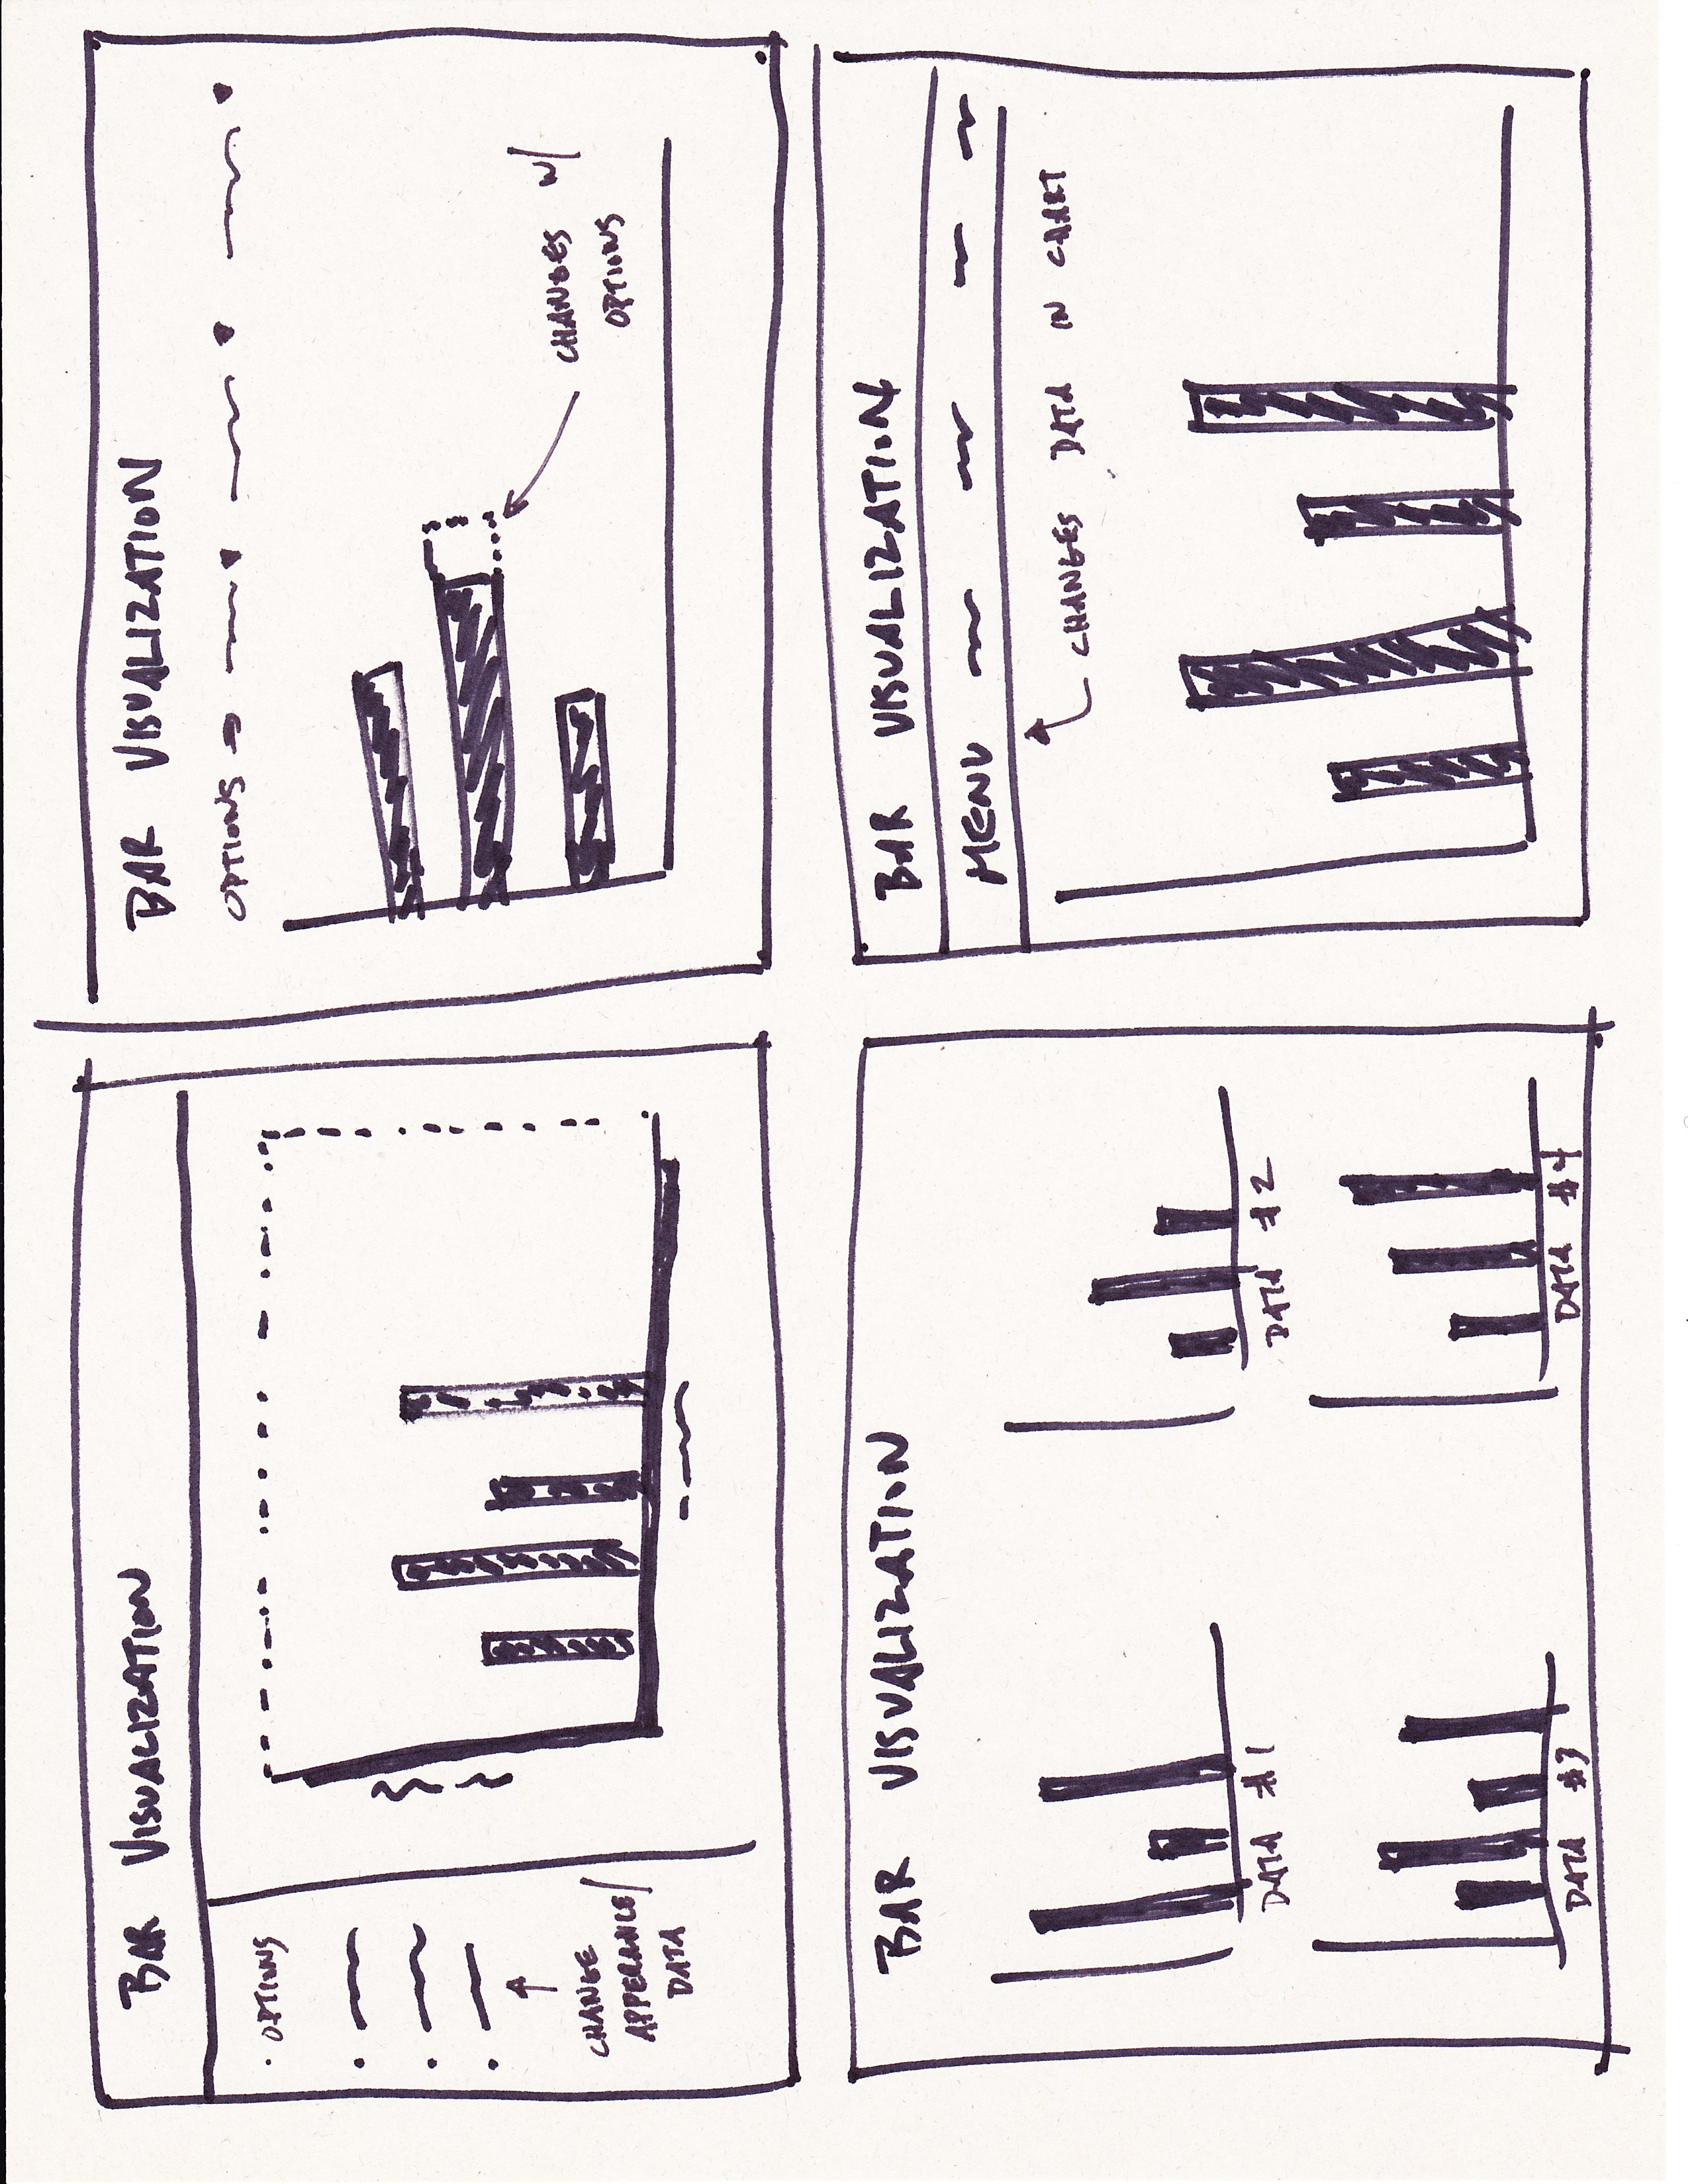 BAR VISUALIZATION
OPTIONS
CHANGE
APPERANCE/
DATA
BAR VISUALIZATION
OPTIONS
CHANGES W/
OPTIONS
BAR VISUALIZATION
DATA #1
DATA #2
DATA #3
DATA #4
BAR VISUALIZATION
MENU
CHANGES DATA IN CHART